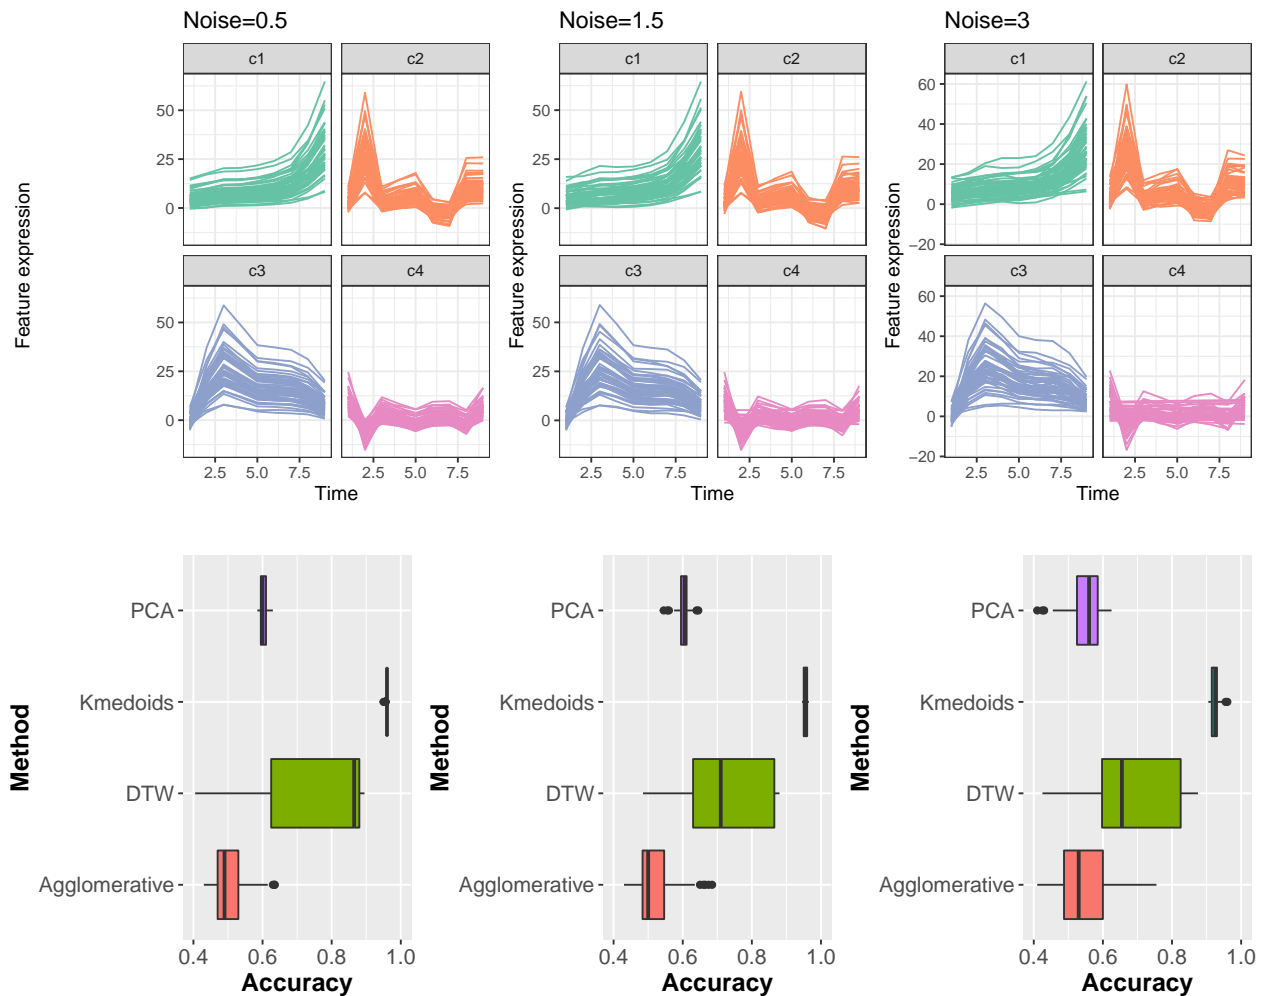 Noise=0.5
Noise=1.5
Noise=3
c1
c2
c1
c2
c1
c2
50
25
0
50
25
0
60
40
20
0
−20
Feature expression
Feature expression
Feature expression
c3
c4
c3
c4
c3
c4
50
25
0
50
25
0
60
40
20
0
−20
2.5 5.0 7.5 2.5 5.0 7.5
2.5 5.0 7.5 2.5 5.0 7.5
2.5 5.0 7.5 2.5 5.0 7.5
Time
Time
Time
Method
PCA
Kmedoids
DTW
Agglomerative
0.4 0.6 0.8 1.0
Accuracy
Method
PCA
Kmedoids
DTW
Agglomerative
0.4 0.6 0.8 1.0
Accuracy
Method
PCA
Kmedoids
DTW
Agglomerative
0.4 0.6 0.8 1.0
Accuracy